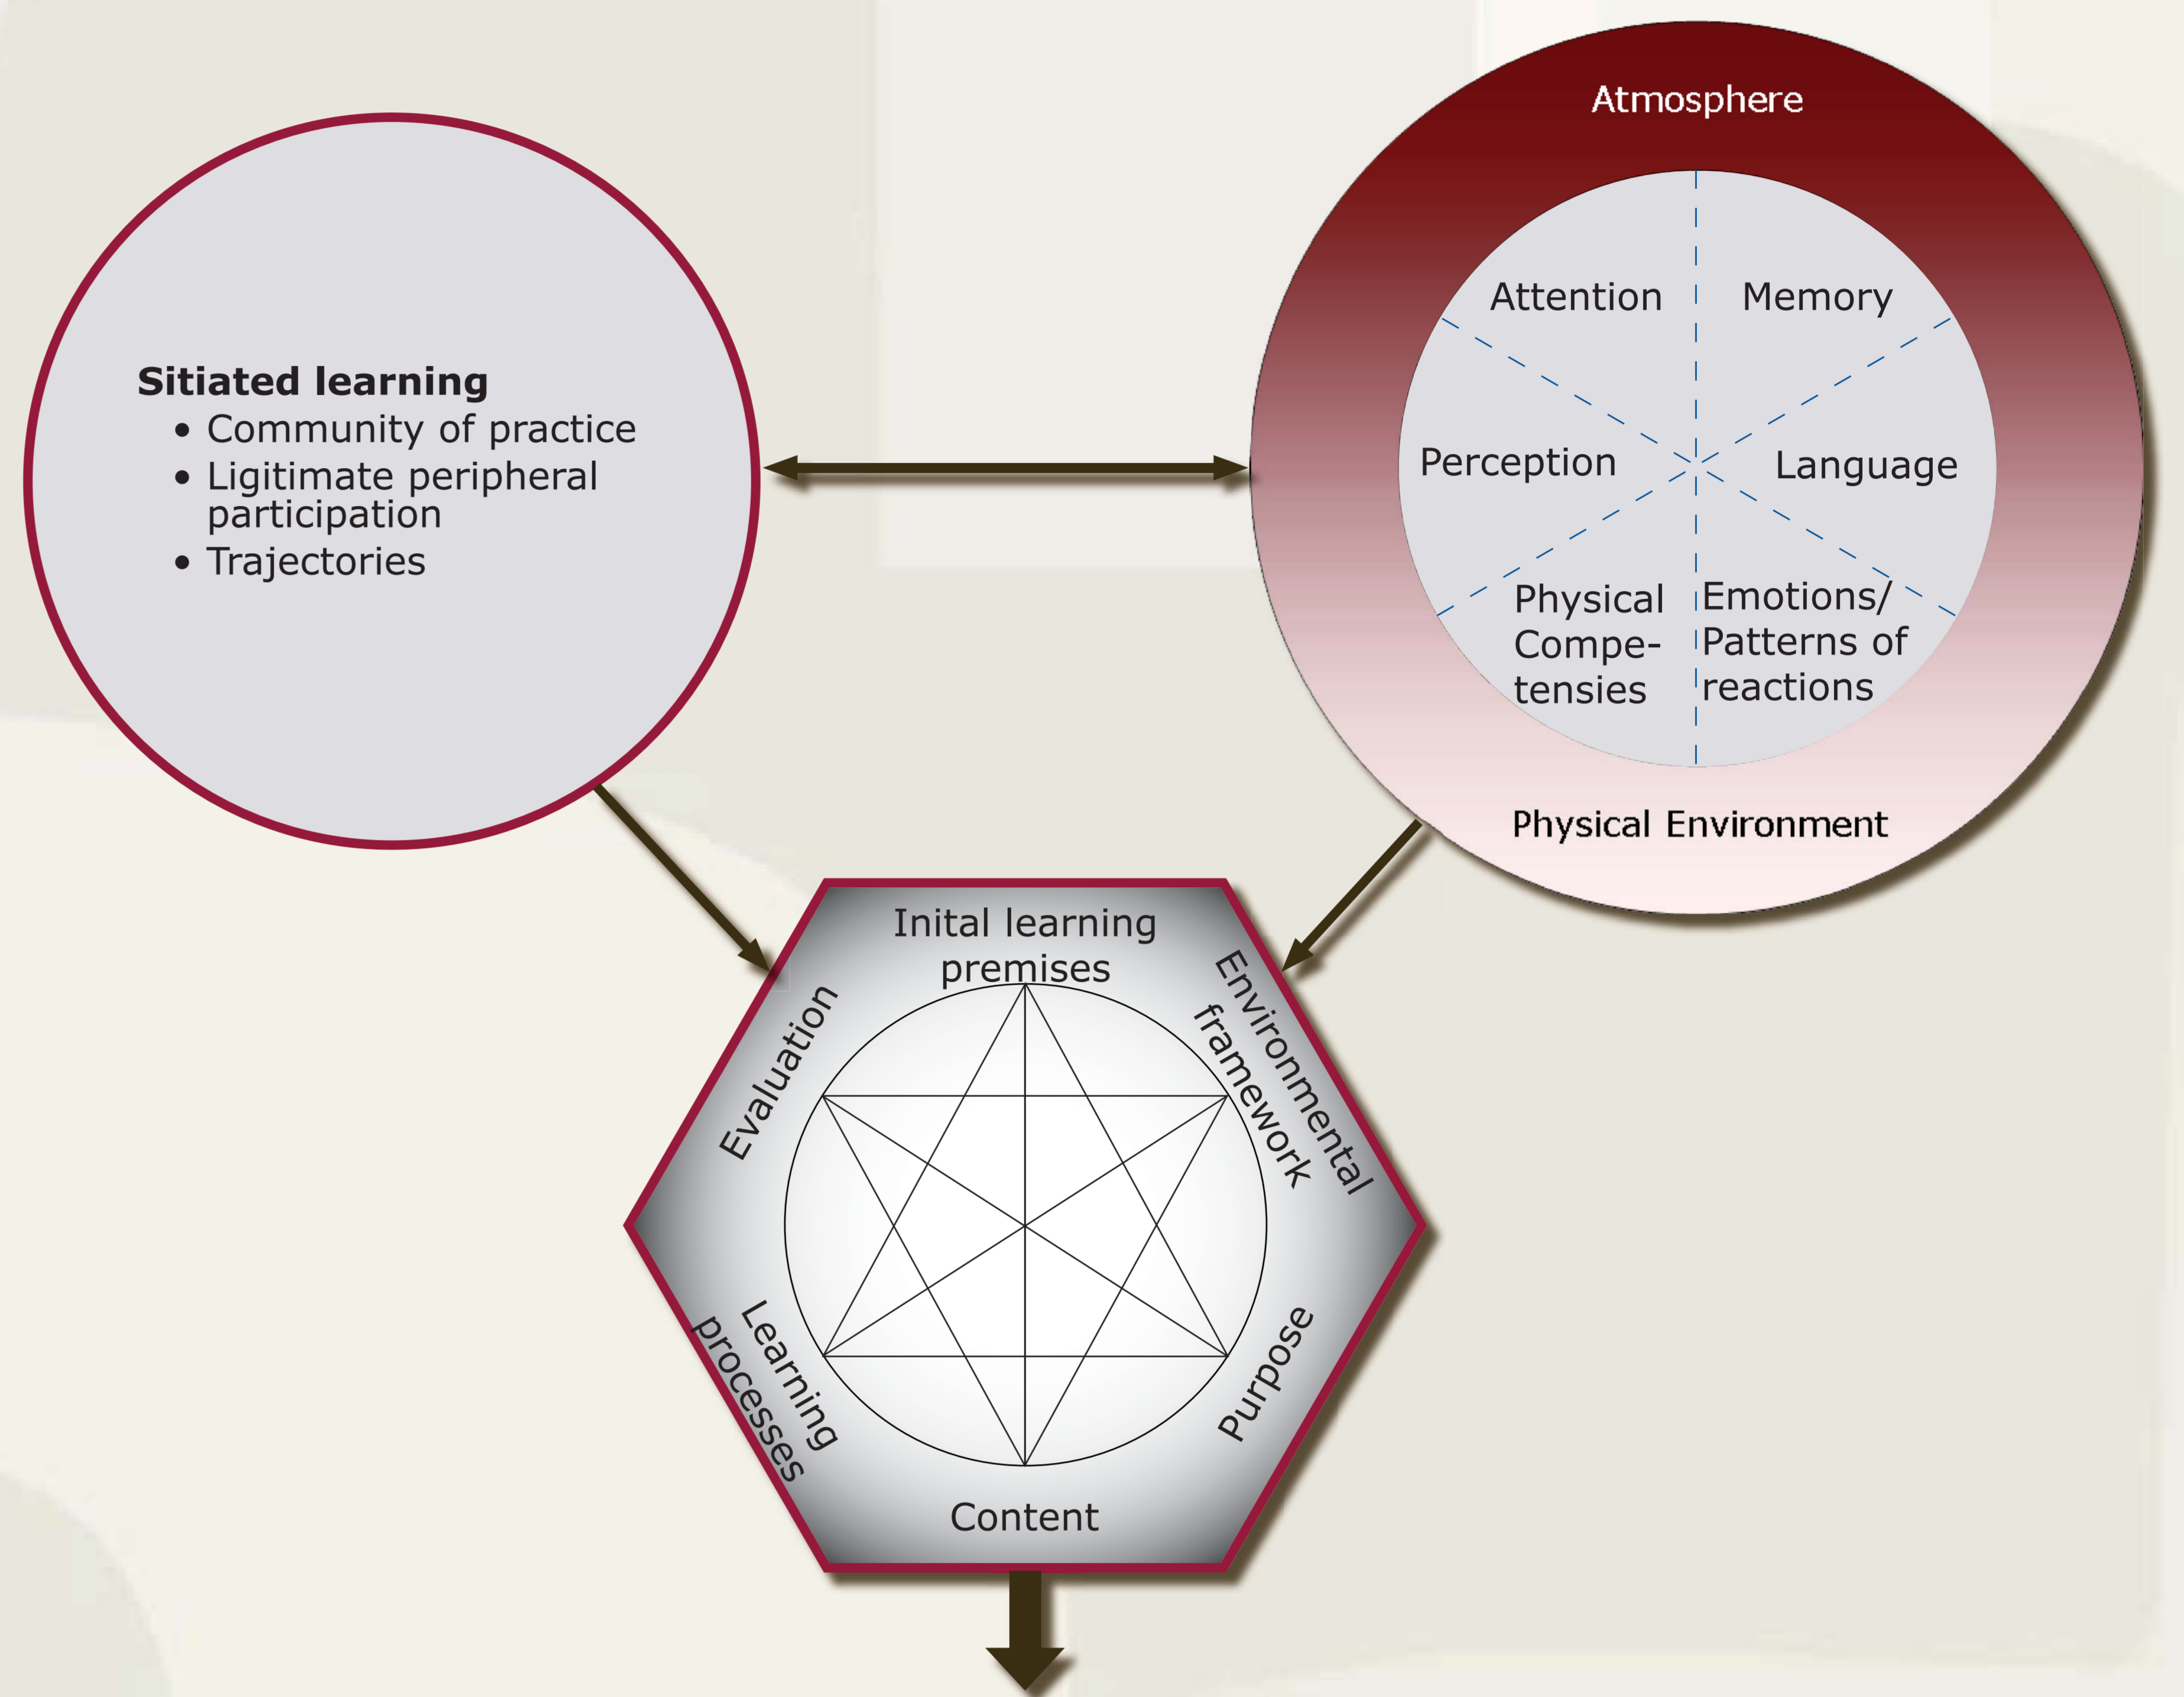 Atmosphere
Attention
Memory
Perception
Language
Physical
Compe-
tensies
Emotions/
Patterns of
reactions
Physical Environment
Sitiated learning
• Community of practice
• Ligitimate peripheral
participation
• Trajectories
Inital learning
premises
Environmental
framework
Purpose
Content
Learning
processes
Evaluation